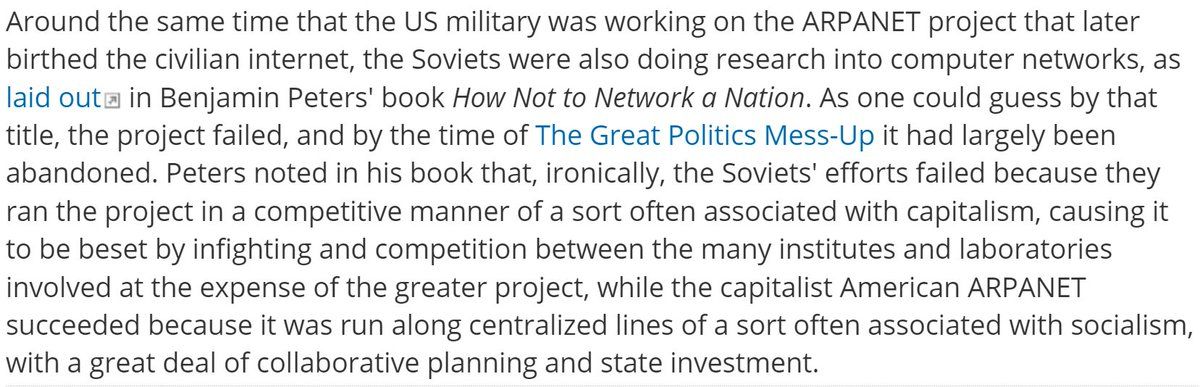 Around the same time that the US military was working on the ARPANET project that later
birthed the civilian internet, the Soviets were also doing research into computer networks, as
laid out in Benjamin Peters' book How Not to Network a Nation. As one could guess by that
title, the project failed, and by the time of The Great Politics Mess-Up it had largely been
abandoned. Peters noted in his book that, ironically, the Soviets' efforts failed because they
ran the project in a competitive manner of a sort often associated with capitalism, causing it
to be beset by infighting and competition between the many institutes and laboratories
involved at the expense of the greater project, while the capitalist American ARPANET
succeeded because it was run along centralized lines of a sort often associated with socialism,
with a great deal of collaborative planning and state investment.